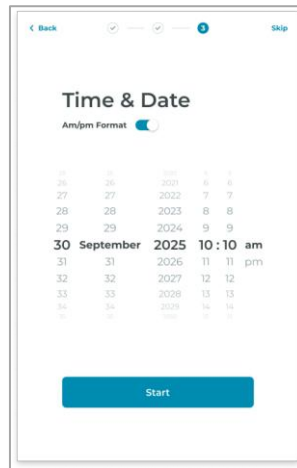 Back 3 Skip
Time & Date
Am/pm Format
26 26 2021 6 6
27 27 2022 7 7
28 28 2023 8 8
29 29 2024 9 9
30 September 2025 10 : 10 am
31 31 2026 11 11 pm
32 32 2027 12 12
33 33 2028 13 13
34 34 2029 14 14
Start